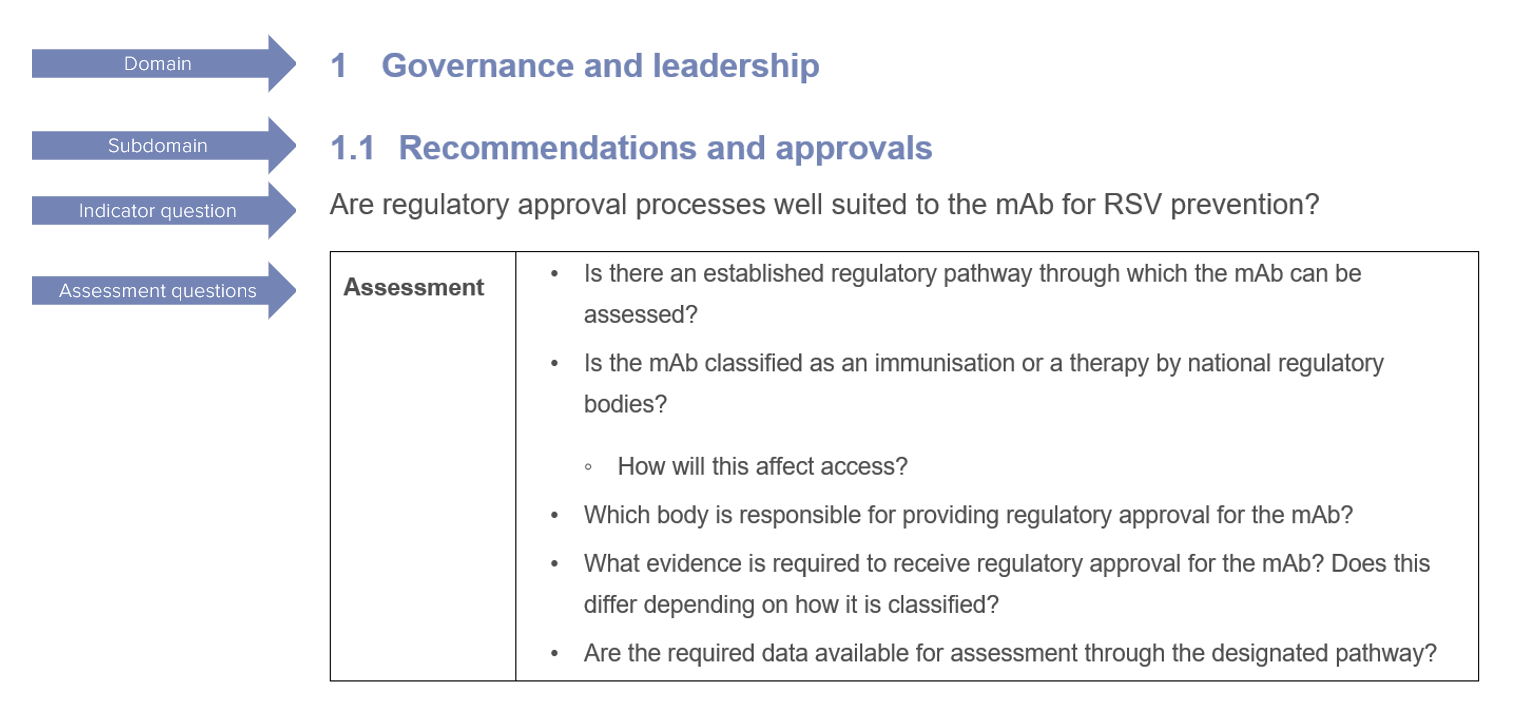 Domain
1 Governance and leadership
Subdomain
1.1 Recommendations and approvals
Indicator question
Are regulatory approval processes well suited to the mAb for RSV prevention?
Assessment questions
Assessment
• Is there an established regulatory pathway through which the mAb can be
assessed?
• Is the mAb classified as an immunisation or a therapy by national regulatory
bodies?
◦ How will this affect access?
• Which body is responsible for providing regulatory approval for the mAb?
• What evidence is required to receive regulatory approval for the mAb? Does this
differ depending on how it is classified?
• Are the required data available for assessment through the designated pathway?